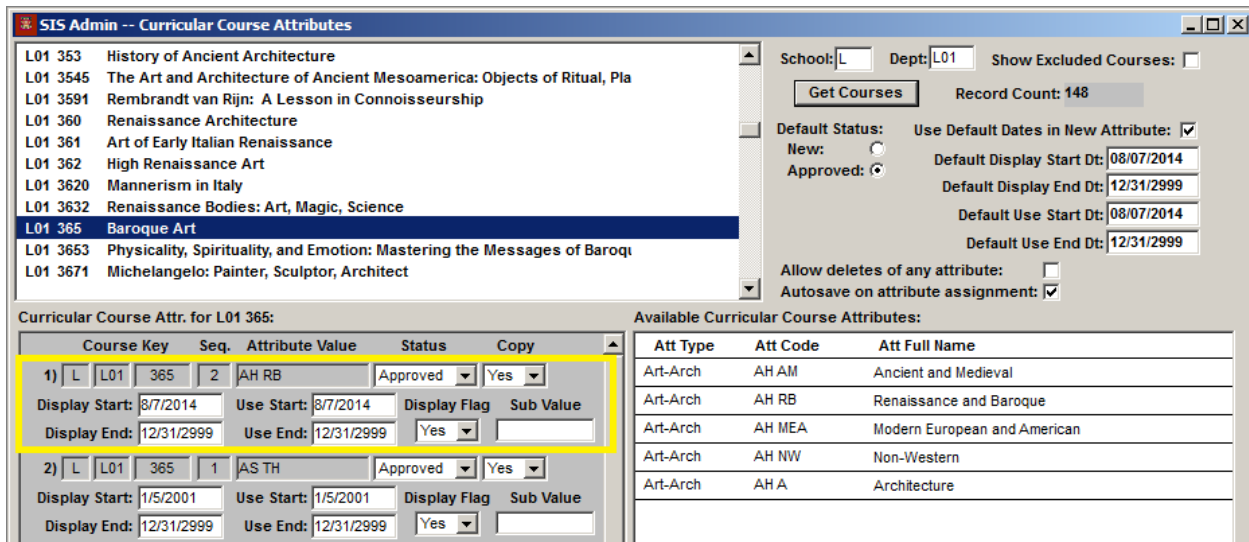 SIS Admin -- Curricular Course Attributes
L01 353 History of Ancient Architecture
L01 3545 The Art and Architecture of Ancient Mesoamerica: Objects of Ritual, Pla
L01 3591 Rembrandt van Rijn: A Lesson in Connoisseurship
L01 360 Renaissance Architecture
L01 361 Art of Early Italian Renaissance
L01 362 High Renaissance Art
L01 3620 Mannerism in Italy
L01 3632 Renaissance Bodies: Art, Magic, Science
L01 365 Baroque Art
L01 3653 Physicality, Spirituality, and Emotion: Mastering the Messages of Baroqu
L01 3671 Michelangelo: Painter, Sculptor, Architect
School: L Dept: L01 Show Excluded Courses:
Get Courses Record Count: 148
Default Status: Use Default Dates in New Attribute:
New:
Approved:
Default Display Start Dt: 08/07/2014
Default Display End Dt: 12/31/2999
Default Use Start Dt: 08/07/2014
Default Use End Dt: 12/31/2999
Allow deletes of any attribute:
Autosave on attribute assignment:
Curricular Course Attr. for L01 365:
Course Key Seq. Attribute Value Status Copy
1) L L01 365 2 AH RB Approved Yes
Display Start: 8/7/2014 Use Start: 8/7/2014 Display Flag Sub Value
Display End: 12/31/2999 Use End: 12/31/2999 Yes
2) L L01 365 1 AS TH Approved Yes
Display Start: 1/5/2001 Use Start: 1/5/2001 Display Flag Sub Value
Display End: 12/31/2999 Use End: 12/31/2999 Yes
Available Curricular Course Attributes:
Att Type Att Code Att Full Name
Art-Arch AH AM Ancient and Medieval
Art-Arch AH RB Renaissance and Baroque
Art-Arch AH MEA Modern European and American
Art-Arch AH NW Non-Western
Art-Arch AH A Architecture